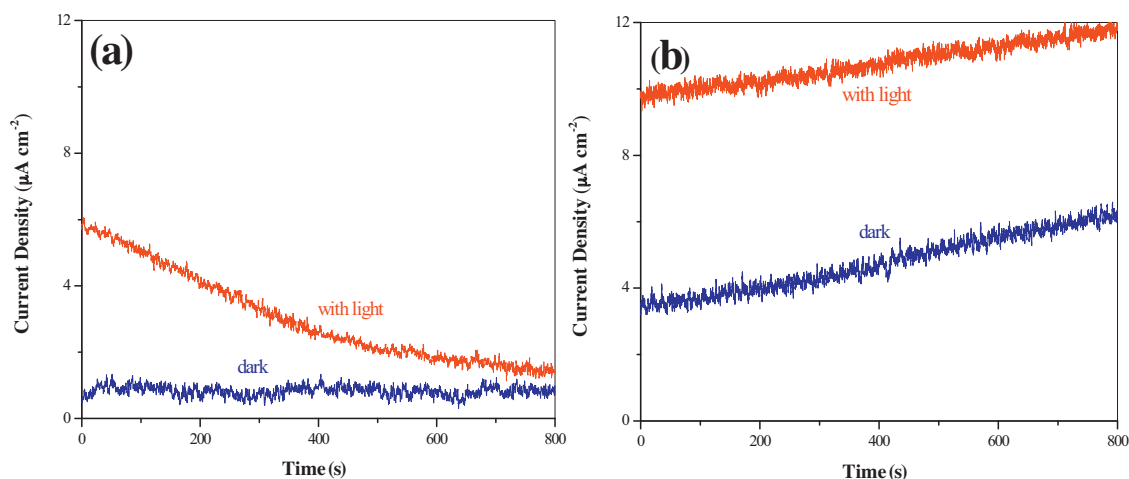 (a)
12
8
4
0
0
200
400
600
800
Current Density (µA cm-2)
Time (s)
with light
dark
(b)
12
8
4
0
0
200
400
600
800
Current Density (µA cm-2)
Time (s)
with light
dark